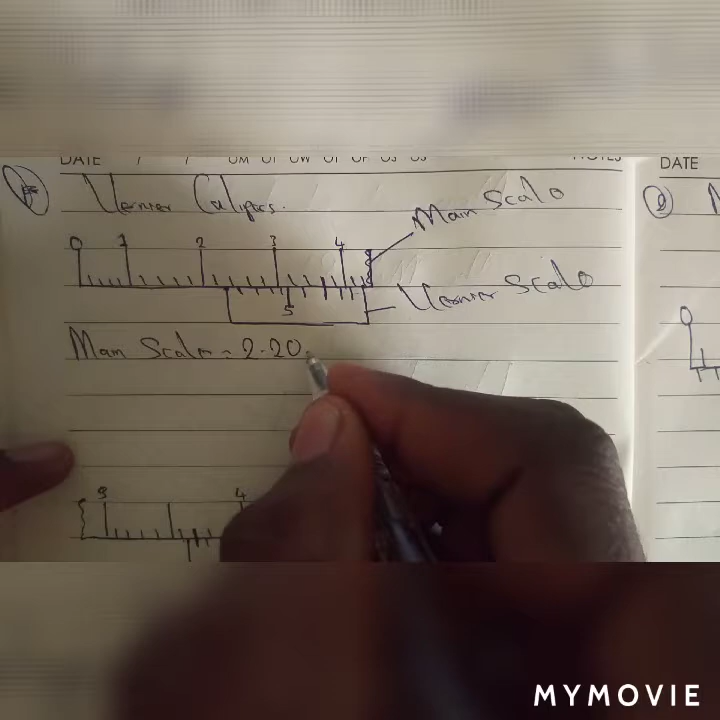 DATE / / NOTES DATE
Vernier Calipers.
Main Scale
0 1 2 3 4
Vernier Scale
5
Main Scale = 2.20
0
3 4
MYMOVIE